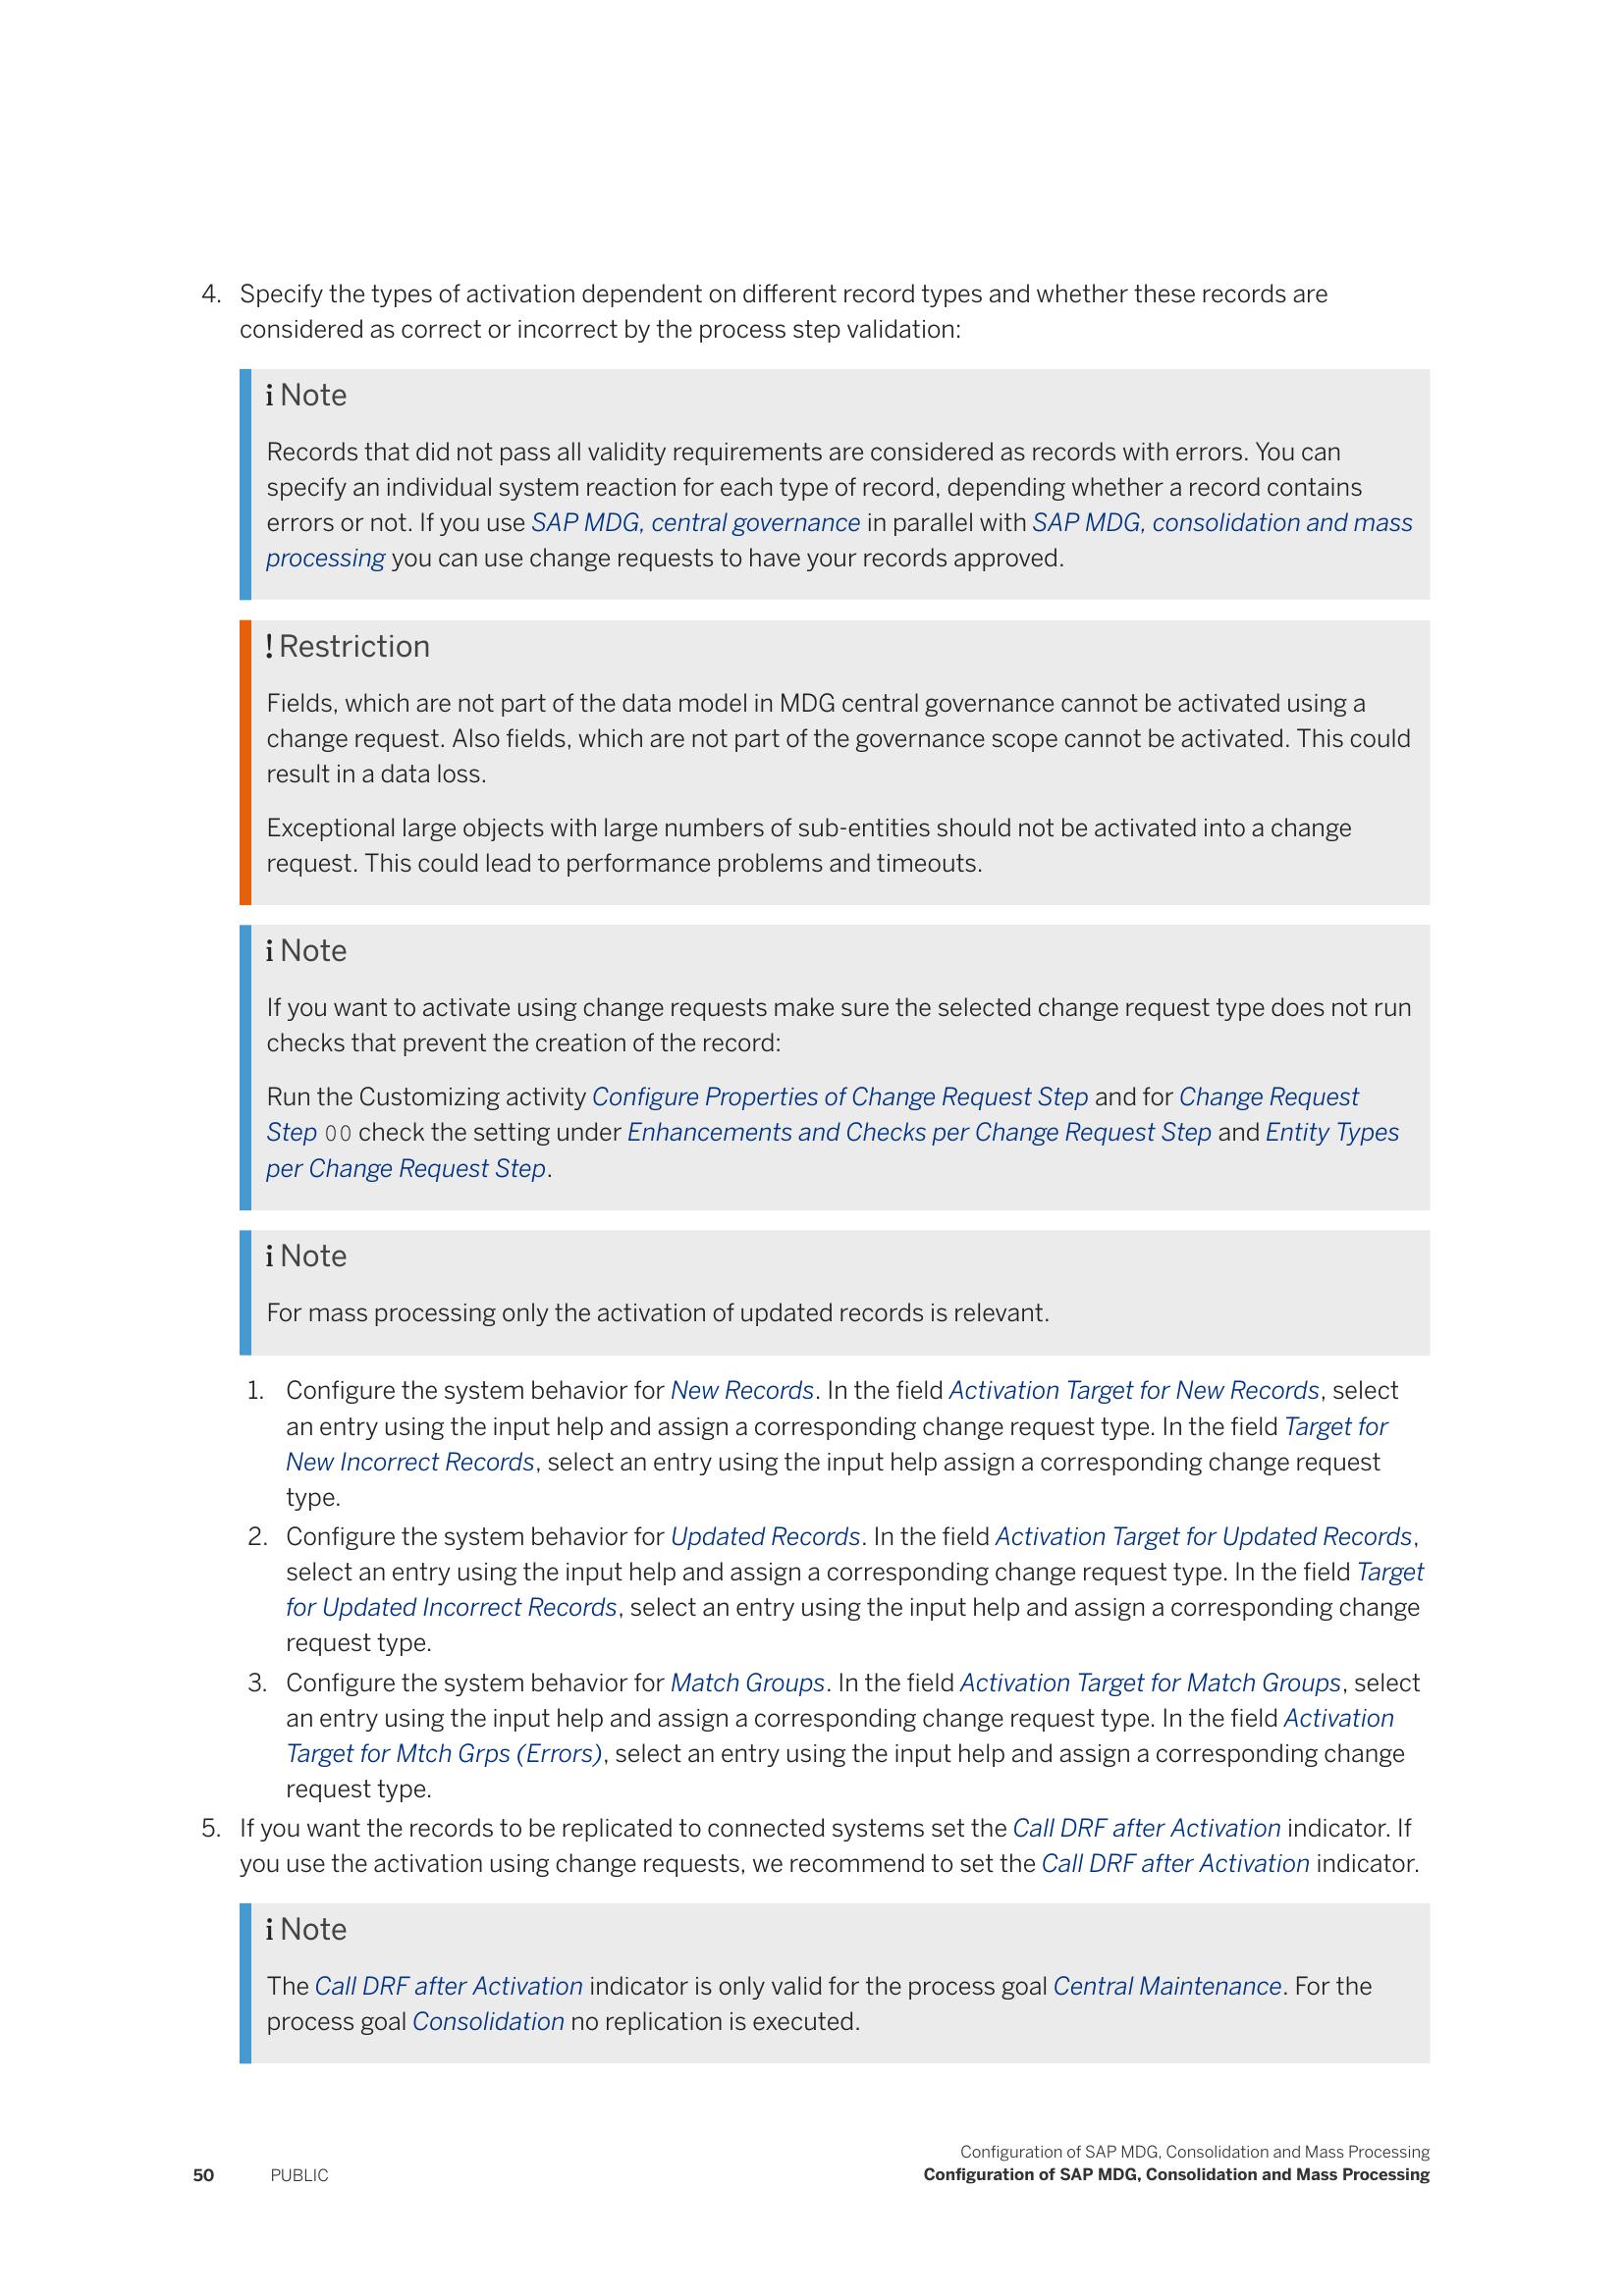 4. Specify the types of activation dependent on different record types and whether these records are
considered as correct or incorrect by the process step validation:
i Note
Records that did not pass all validity requirements are considered as records with errors. You can
specify an individual system reaction for each type of record, depending whether a record contains
errors or not. If you use SAP MDG, central governance in parallel with SAP MDG, consolidation and mass
processing you can use change requests to have your records approved.
! Restriction
Fields, which are not part of the data model in MDG central governance cannot be activated using a
change request. Also fields, which are not part of the governance scope cannot be activated. This could
result in a data loss.
Exceptional large objects with large numbers of sub-entities should not be activated into a change
request. This could lead to performance problems and timeouts.
i Note
If you want to activate using change requests make sure the selected change request type does not run
checks that prevent the creation of the record:
Run the Customizing activity Configure Properties of Change Request Step and for Change Request
Step 00 check the setting under Enhancements and Checks per Change Request Step and Entity Types
per Change Request Step.
i Note
For mass processing only the activation of updated records is relevant.
1. Configure the system behavior for New Records. In the field Activation Target for New Records, select
an entry using the input help and assign a corresponding change request type. In the field Target for
New Incorrect Records, select an entry using the input help assign a corresponding change request
type.
2. Configure the system behavior for Updated Records. In the field Activation Target for Updated Records,
select an entry using the input help and assign a corresponding change request type. In the field Target
for Updated Incorrect Records, select an entry using the input help and assign a corresponding change
request type.
3. Configure the system behavior for Match Groups. In the field Activation Target for Match Groups, select
an entry using the input help and assign a corresponding change request type. In the field Activation
Target for Mtch Grps (Errors), select an entry using the input help and assign a corresponding change
request type.
5. If you want the records to be replicated to connected systems set the Call DRF after Activation indicator. If
you use the activation using change requests, we recommend to set the Call DRF after Activation indicator.
i Note
The Call DRF after Activation indicator is only valid for the process goal Central Maintenance. For the
process goal Consolidation no replication is executed.
Configuration of SAP MDG, Consolidation and Mass Processing
50 PUBLIC Configuration of SAP MDG, Consolidation and Mass Processing